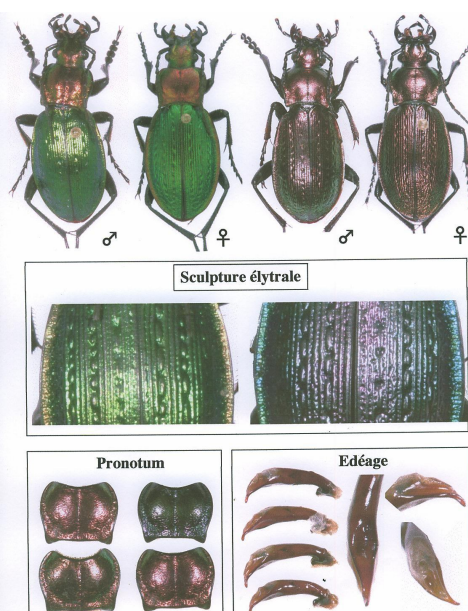 ♂ ♀ ♂ ♀
Sculpture élytrale
Pronotum
Edéage